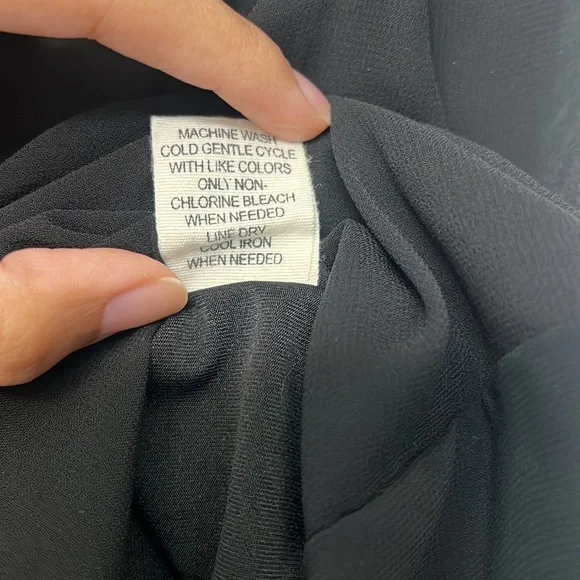 MACHINE WASH
COLD GENTLE CYCLE
WITH LIKE COLORS
ONLY NON-
CHLORINE BLEACH
WHEN NEEDED
LINE DRY
COOL IRON
WHEN NEEDED